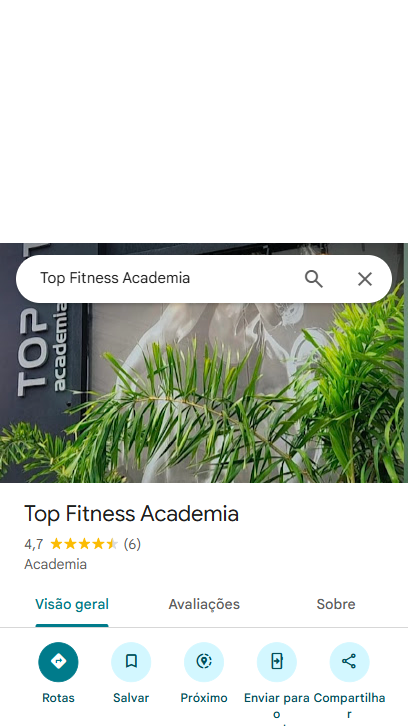 TOP
academia
Top Fitness Academia
Top Fitness Academia
4,7 (6)
Academia
Visão geral Avaliações Sobre
Rotas Salvar Próximo Enviar para o Compartilhar